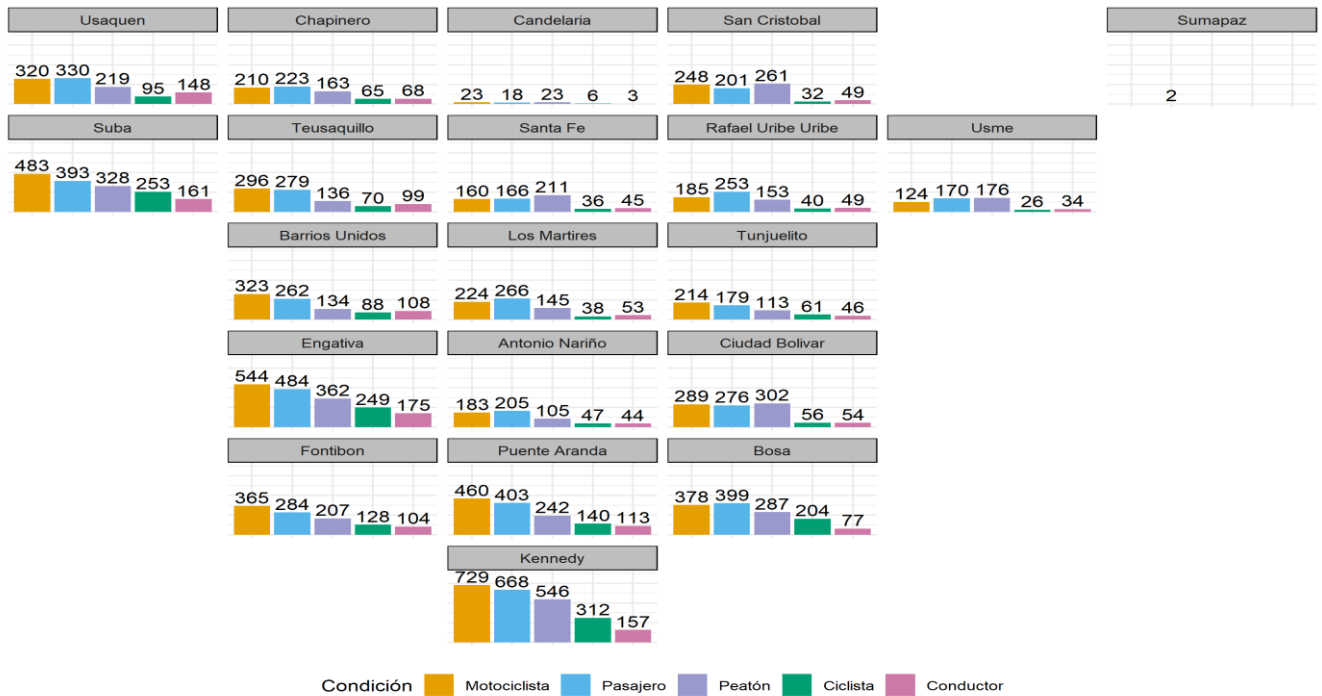 Usaquen Chapinero Candelaria San Cristobal Sumapaz
320 330 219 95 148 210 223 163 65 68 23 18 23 6 3 248 201 261 32 49 2
Suba Teusaquillo Santa Fe Rafael Uribe Uribe Usme
483 393 328 253 161 296 279 136 70 99 160 166 211 36 45 185 253 153 40 49 124 170 176 26 34
Barrios Unidos Los Martires Tunjuelito
323 262 134 88 108 224 266 145 38 53 214 179 113 61 46
Engativa Antonio Nariño Ciudad Bolivar
544 484 362 249 175 183 205 105 47 44 289 276 302 56 54
Fontibon Puente Aranda Bosa
365 284 207 128 104 460 403 242 140 113 378 399 287 204 77
Kennedy
729 668 546 312 157
Condición Motociclista Pasajero Peatón Ciclista Conductor